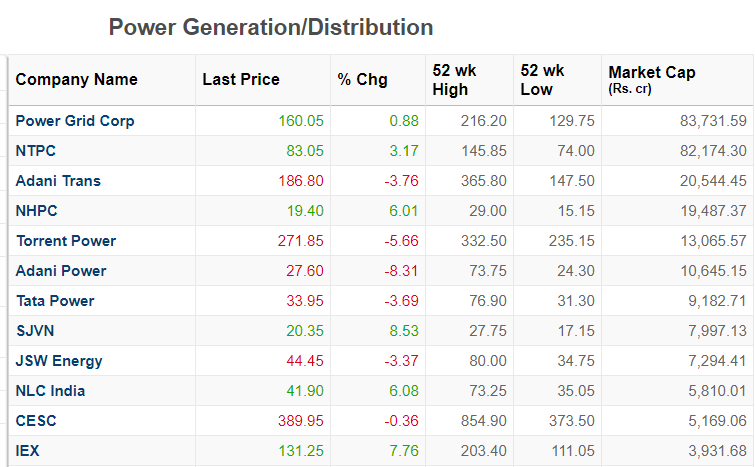 Power Generation/Distribution
Company Name Last Price % Chg 52 wk High 52 wk Low Market Cap (Rs. cr)
Power Grid Corp 160.05 0.88 216.20 129.75 83,731.59
NTPC 83.05 3.17 145.85 74.00 82,174.30
Adani Trans 186.80 -3.76 365.80 147.50 20,544.45
NHPC 19.40 6.01 29.00 15.15 19,487.37
Torrent Power 271.85 -5.66 332.50 235.15 13,065.57
Adani Power 27.60 -8.31 73.75 24.30 10,645.15
Tata Power 33.95 -3.69 76.90 31.30 9,182.71
SJVN 20.35 8.53 27.75 17.15 7,997.13
JSW Energy 44.45 -3.37 80.00 34.75 7,294.41
NLC India 41.90 6.08 73.25 35.05 5,810.01
CESC 389.95 -0.36 854.90 373.50 5,169.06
IEX 131.25 7.76 203.40 111.05 3,931.68